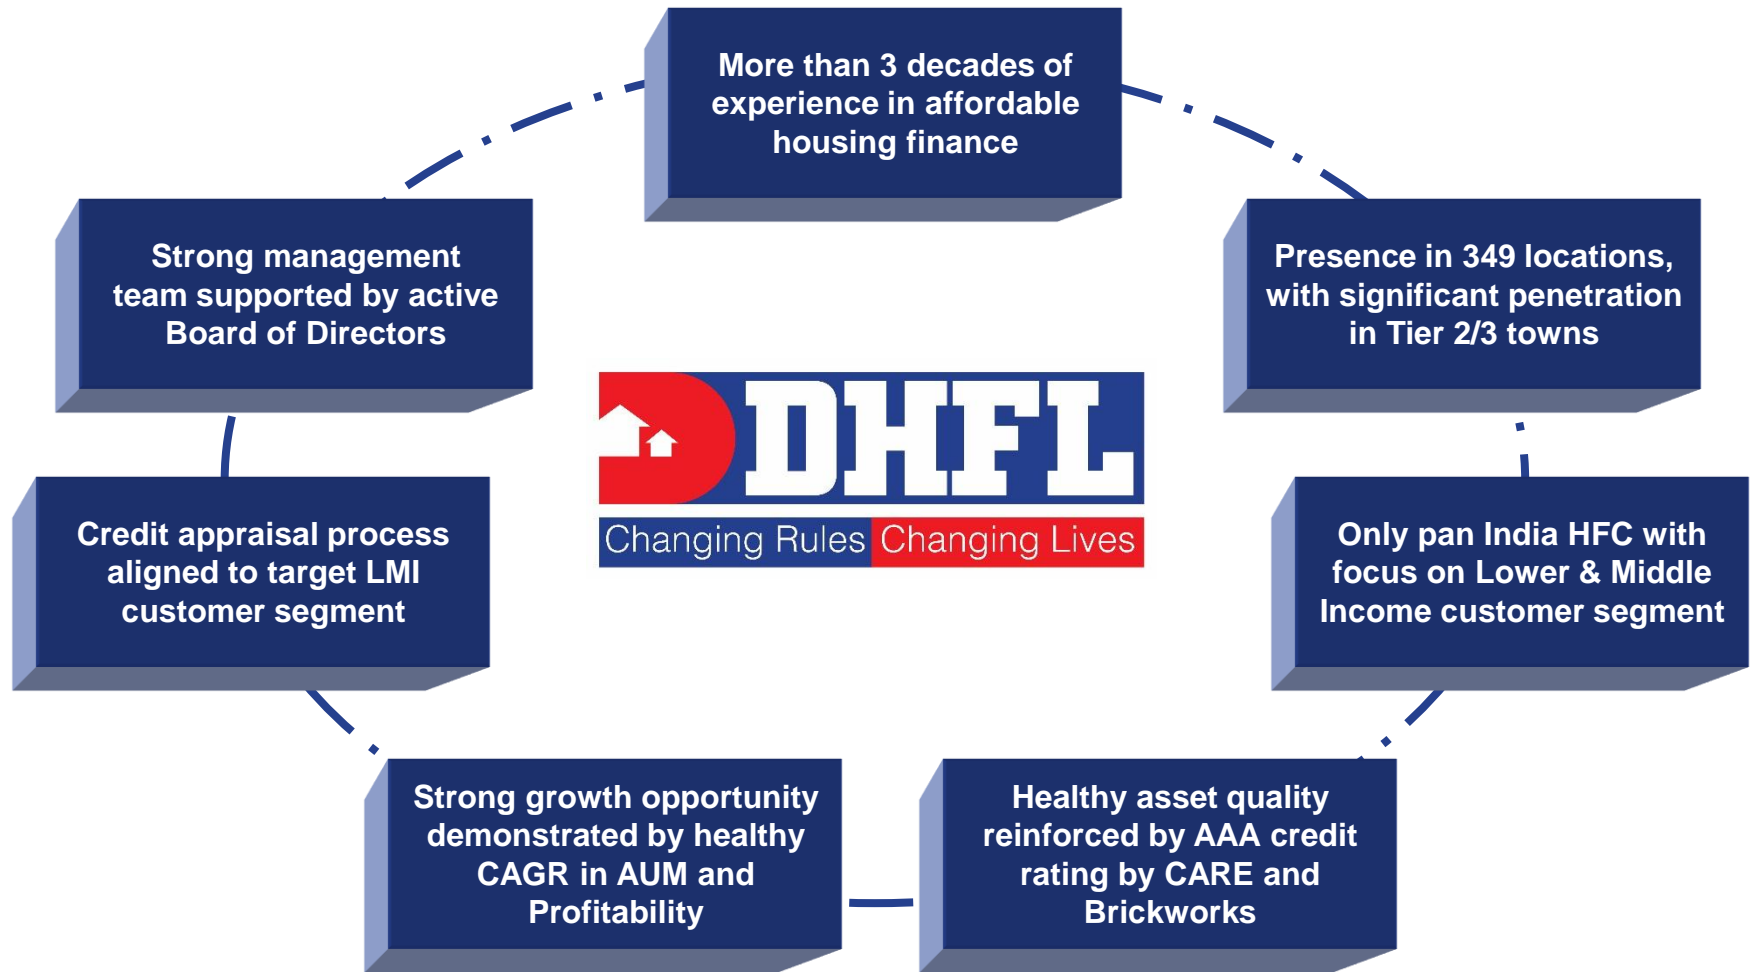 More than 3 decades of
experience in affordable
housing finance
Strong management
team supported by active
Board of Directors
Presence in 349 locations,
with significant penetration
in Tier 2/3 towns
DHFL
Changing Rules Changing Lives
Credit appraisal process
aligned to target LMI
customer segment
Only pan India HFC with
focus on Lower & Middle
Income customer segment
Strong growth opportunity
demonstrated by healthy
CAGR in AUM and
Profitability
Healthy asset quality
reinforced by AAA credit
rating by CARE and
Brickworks